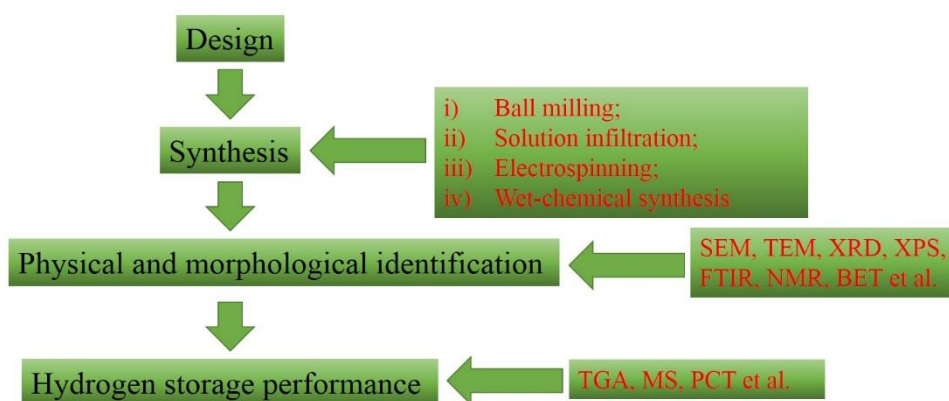 Design
Synthesis
i) Ball milling;
ii) Solution infiltration;
iii) Electrospinning;
iv) Wet-chemical synthesis
Physical and morphological identification
SEM, TEM, XRD, XPS,
FTIR, NMR, BET et al.
Hydrogen storage performance
TGA, MS, PCT et al.